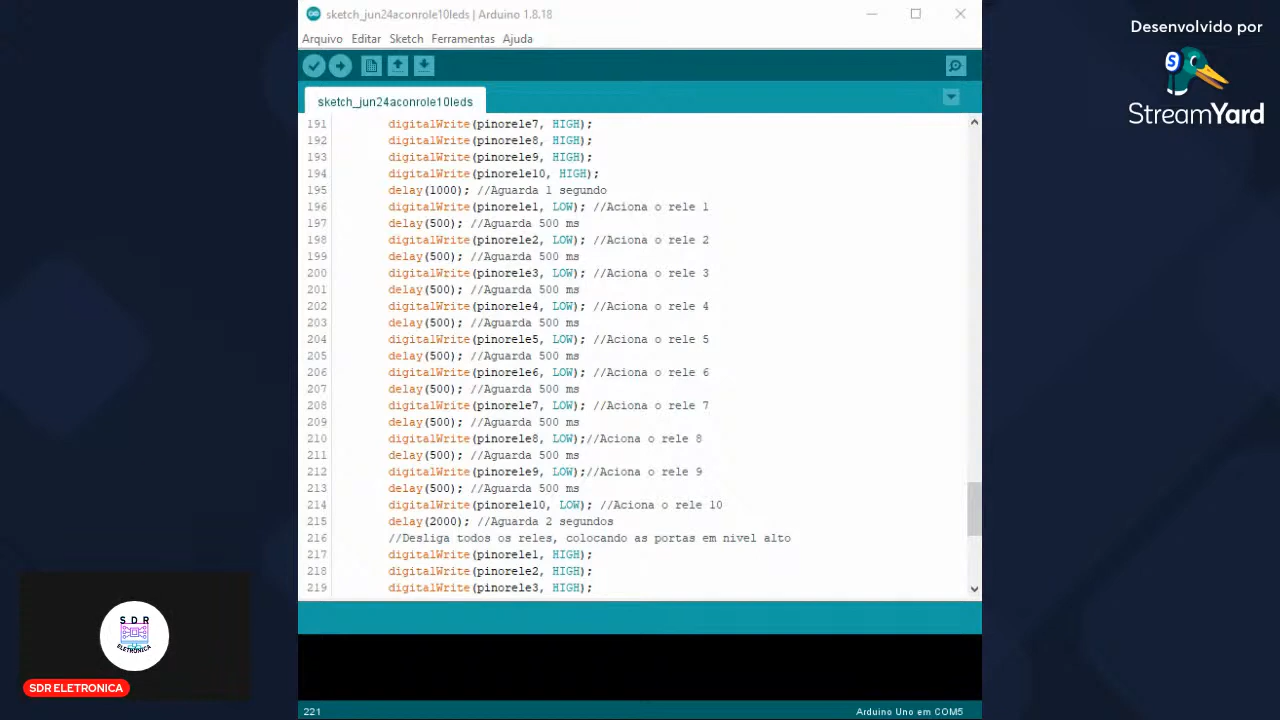 sketch_jun24aconrole10leds | Arduino 1.8.18
Arquivo Editar Sketch Ferramentas Ajuda
sketch_jun24aconrole10leds
191 digitalWrite(pinorele7, HIGH);
192 digitalWrite(pinorele8, HIGH);
193 digitalWrite(pinorele9, HIGH);
194 digitalWrite(pinorele10, HIGH);
195 delay(1000); //Aguarda 1 segundo
196 digitalWrite(pinorele1, LOW); //Aciona o rele 1
197 delay(500); //Aguarda 500 ms
198 digitalWrite(pinorele2, LOW); //Aciona o rele 2
199 delay(500); //Aguarda 500 ms
200 digitalWrite(pinorele3, LOW); //Aciona o rele 3
201 delay(500); //Aguarda 500 ms
202 digitalWrite(pinorele4, LOW); //Aciona o rele 4
203 delay(500); //Aguarda 500 ms
204 digitalWrite(pinorele5, LOW); //Aciona o rele 5
205 delay(500); //Aguarda 500 ms
206 digitalWrite(pinorele6, LOW); //Aciona o rele 6
207 delay(500); //Aguarda 500 ms
208 digitalWrite(pinorele7, LOW); //Aciona o rele 7
209 delay(500); //Aguarda 500 ms
210 digitalWrite(pinorele8, LOW);//Aciona o rele 8
211 delay(500); //Aguarda 500 ms
212 digitalWrite(pinorele9, LOW);//Aciona o rele 9
213 delay(500); //Aguarda 500 ms
214 digitalWrite(pinorele10, LOW); //Aciona o rele 10
215 delay(2000); //Aguarda 2 segundos
216 //Desliga todos os reles, colocando as portas em nivel alto
217 digitalWrite(pinorele1, HIGH);
218 digitalWrite(pinorele2, HIGH);
219 digitalWrite(pinorele3, HIGH);
221
Arduino Uno em COM5
Desenvolvido por
S
StreamYard
S D R
ELETRONICA
SDR ELETRONICA